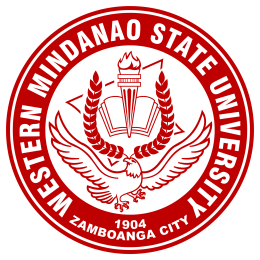 WESTERN MINDANAO STATE UNIVERSITY
1904
ZAMBOANGA CITY